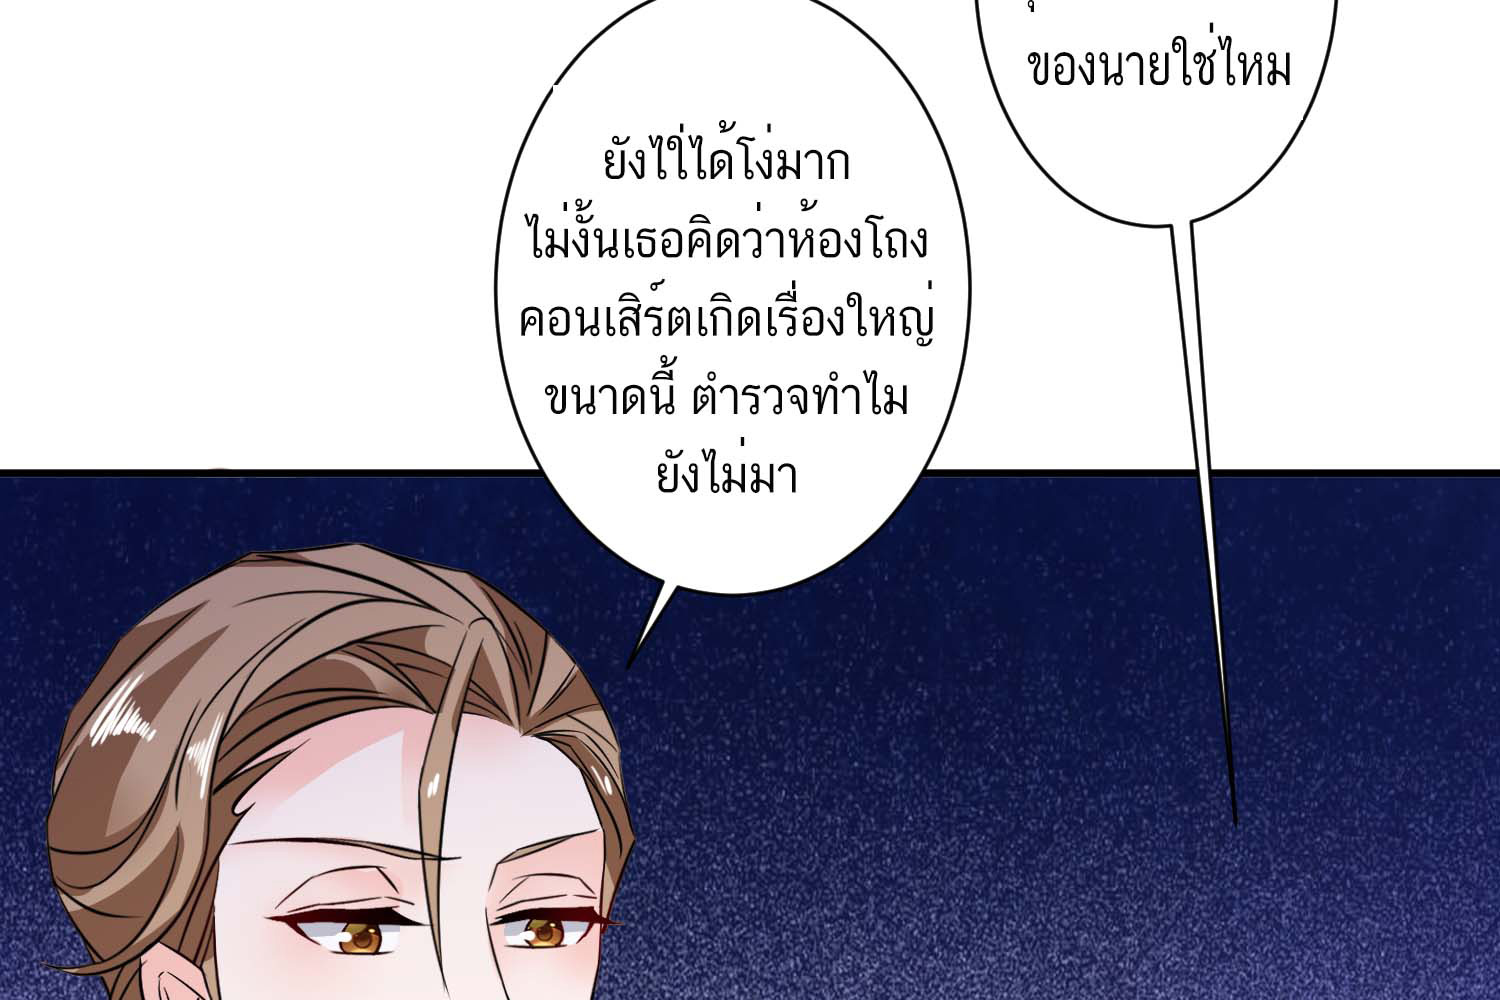 ของนายใช่ไหม
ยังไไ่ได้โง่มาก
ไม่งั้นเธอคิดว่าห้องโถง
คอนเสิร์ตเกิดเรื่องใหญ่
ขนาดนี้ ตำรวจทำไม
ยังไม่มา